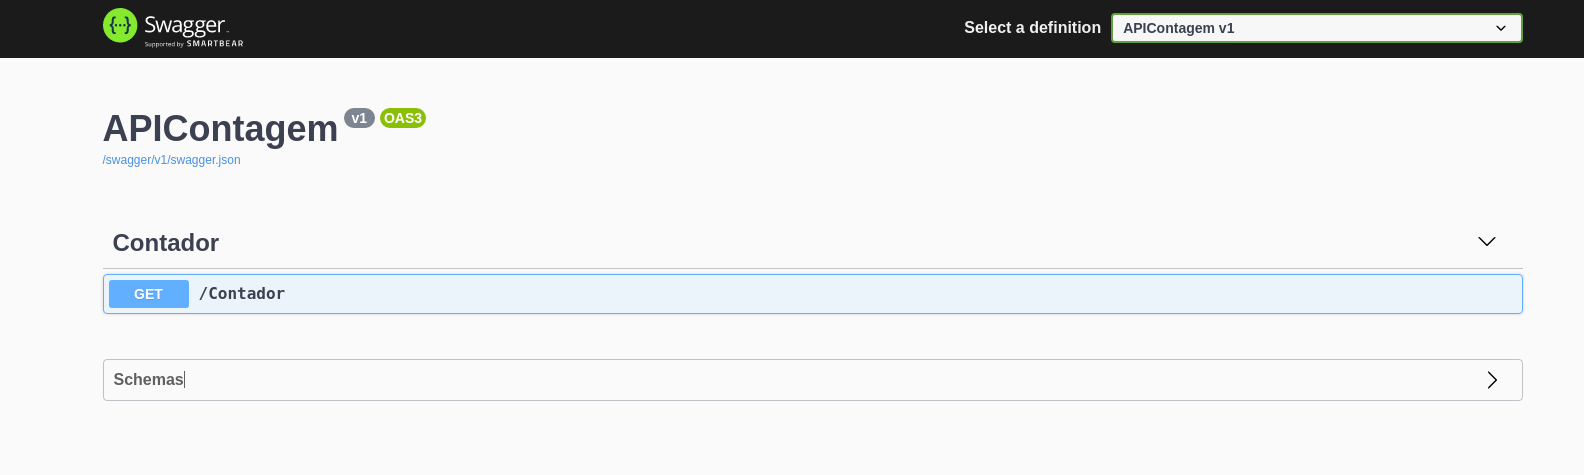 Swagger
Supported by SMARTBEAR
Select a definition
APIContagem v1
APIContagem v1 OAS3
/swagger/v1/swagger.json
Contador
GET /Contador
Schemas